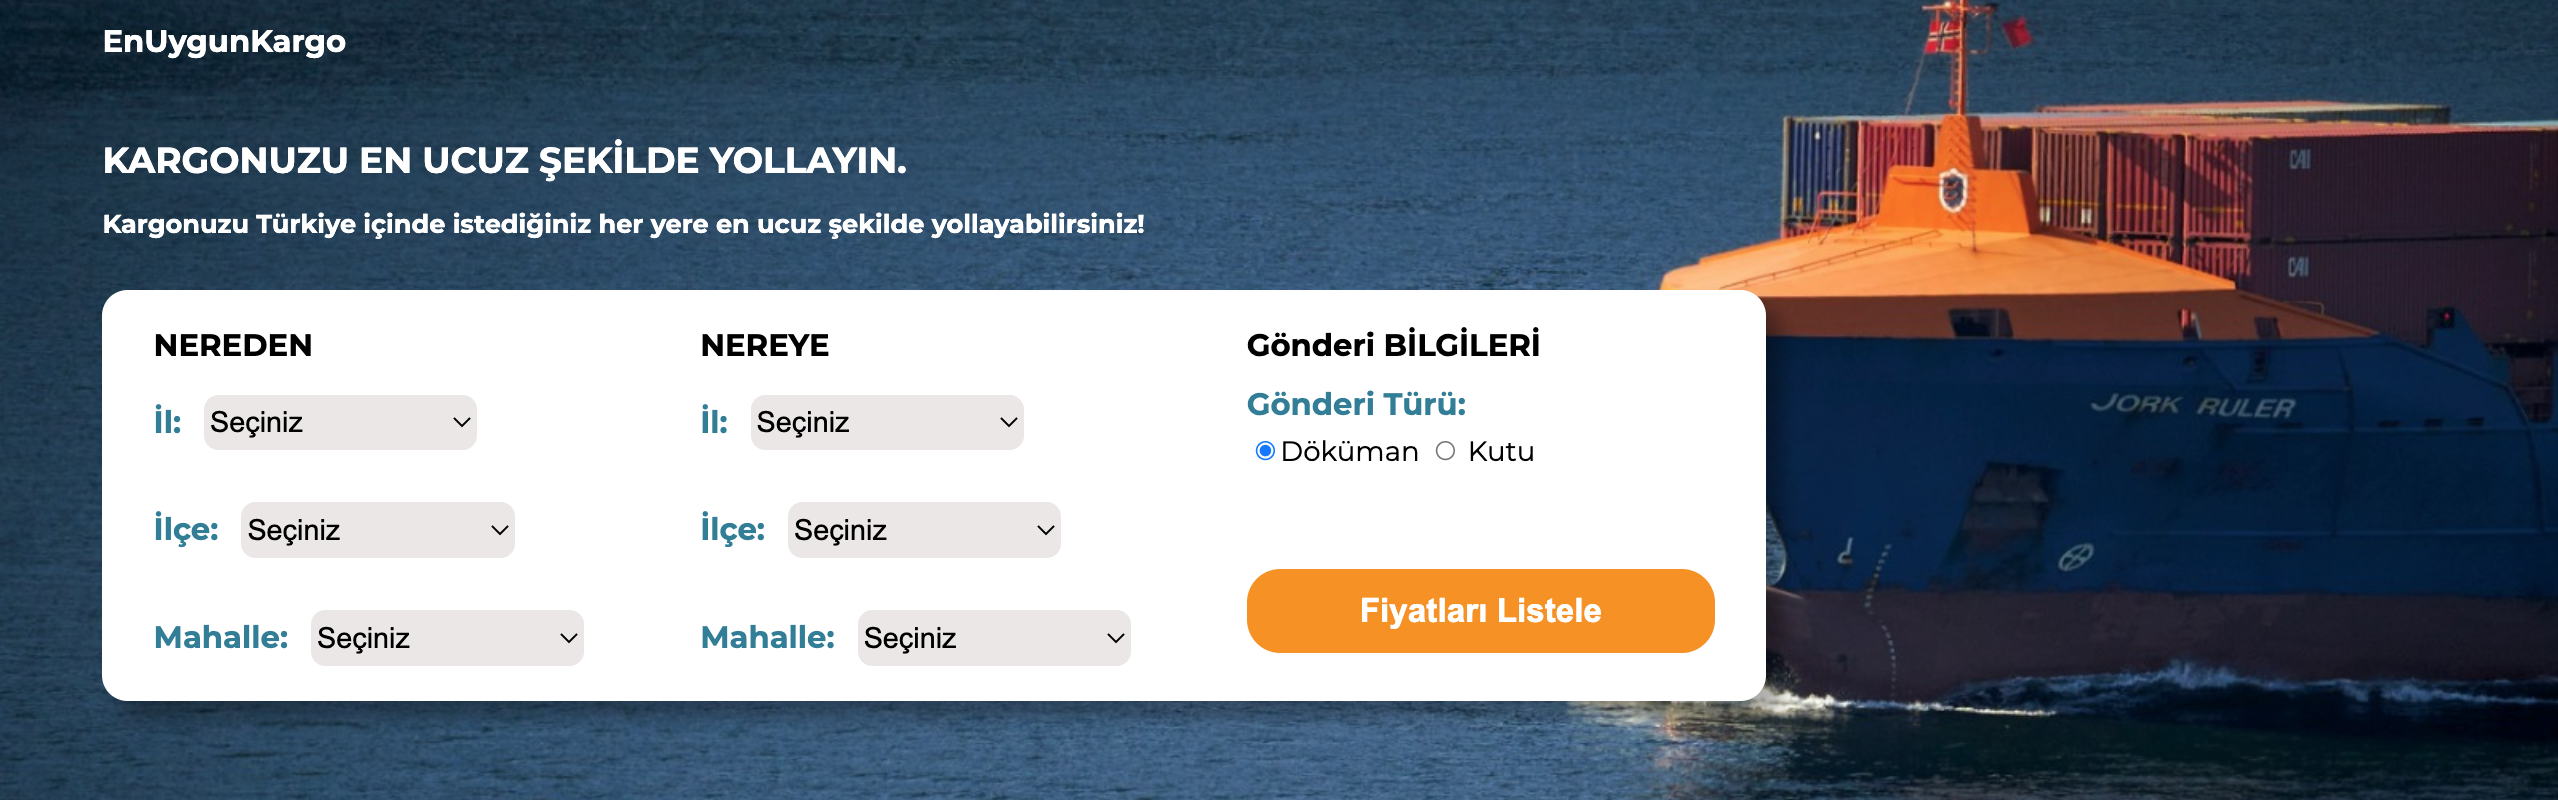 EnUygunKargo
KARGONUZU EN UCUZ ŞEKİLDE YOLLAYIN.
Kargonuzu Türkiye içinde istediğiniz her yere en ucuz şekilde yollayabilirsiniz!
NEREDEN
İl: Seçiniz
İlçe: Seçiniz
Mahalle: Seçiniz
NEREYE
İl: Seçiniz
İlçe: Seçiniz
Mahalle: Seçiniz
Gönderi BİLGİLERİ
Gönderi Türü:
Döküman Kutu
Fiyatları Listele
CAI
CAI
JORK RULER